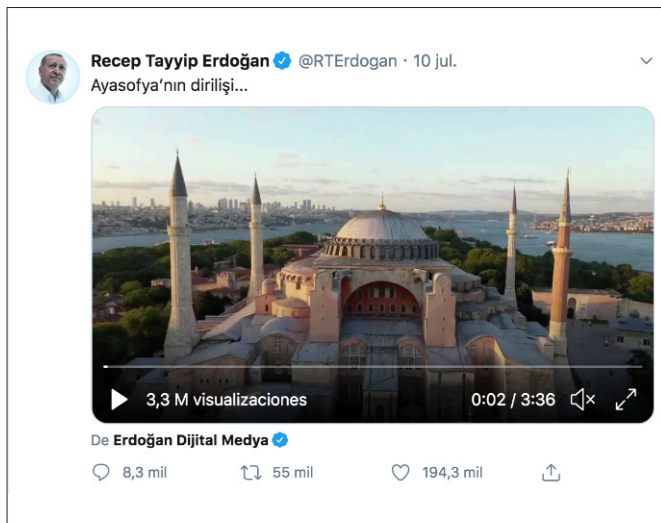 Recep Tayyip Erdoğan @RTErdogan · 10 jul.
Ayasofya’nın dirilişi...
3,3 M visualizaciones 0:02 / 3:36
De Erdoğan Dijital Medya
8,3 mil 55 mil 194,3 mil